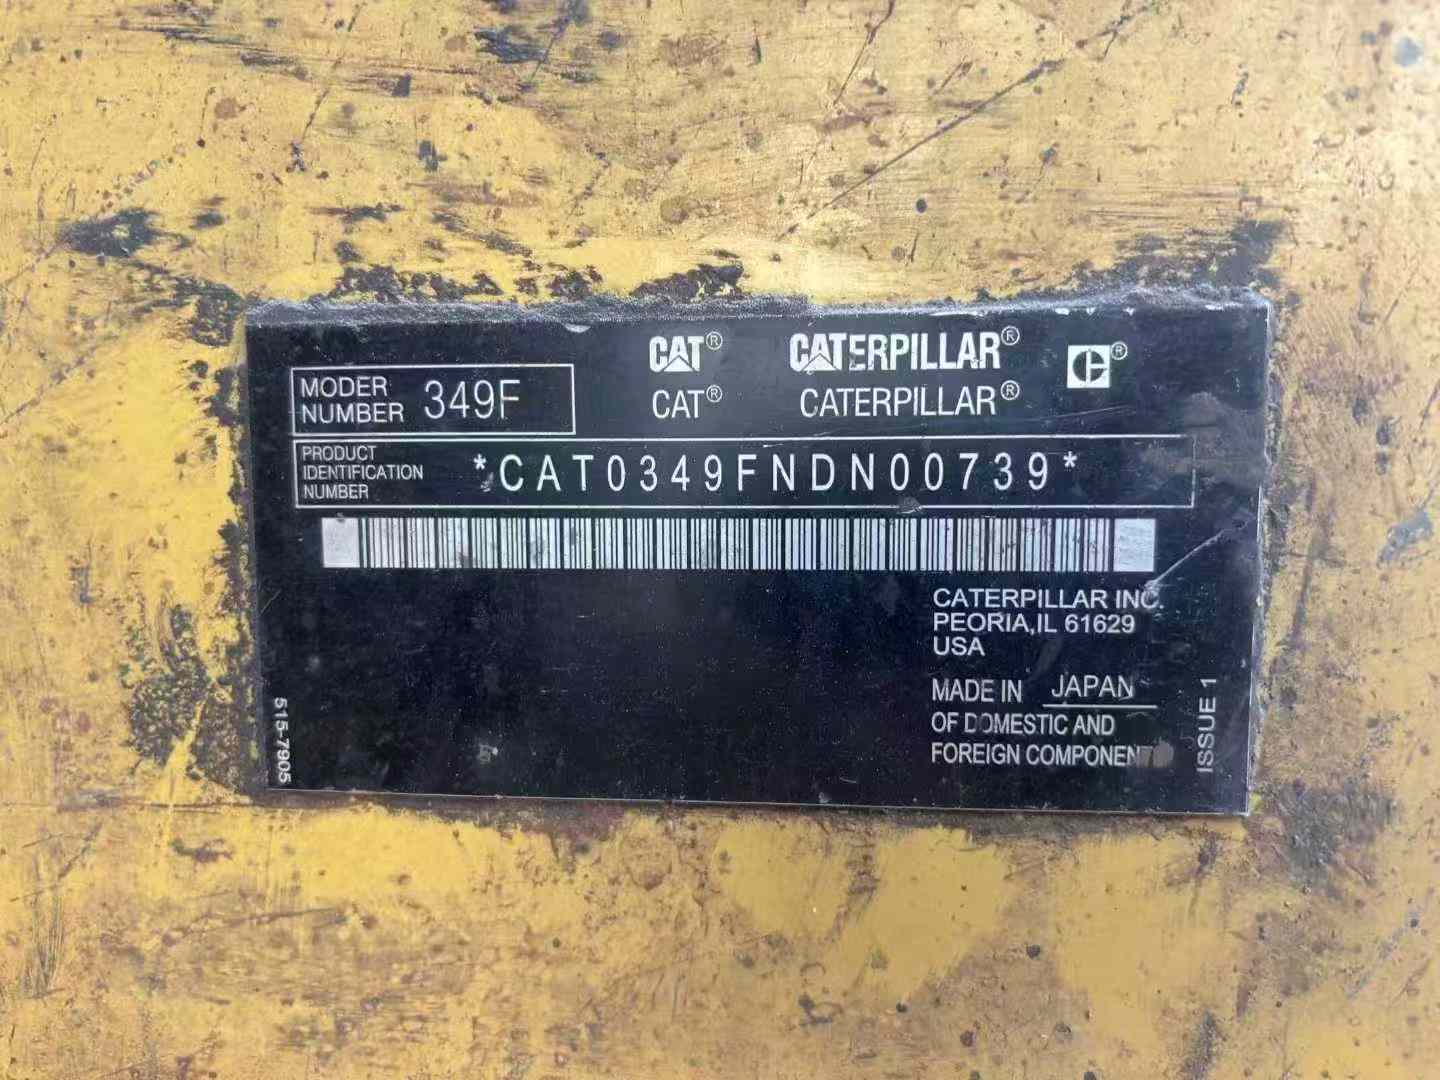 CAT® CATERPILLAR® C®
CAT® CATERPILLAR®
MODER
NUMBER 349F
PRODUCT
IDENTIFICATION
NUMBER
*CAT0349FNDN00739*
CATERPILLAR INC.
PEORIA,IL 61629
USA
MADE IN JAPAN
OF DOMESTIC AND
FOREIGN COMPONENT
515-7905
ISSUE 1